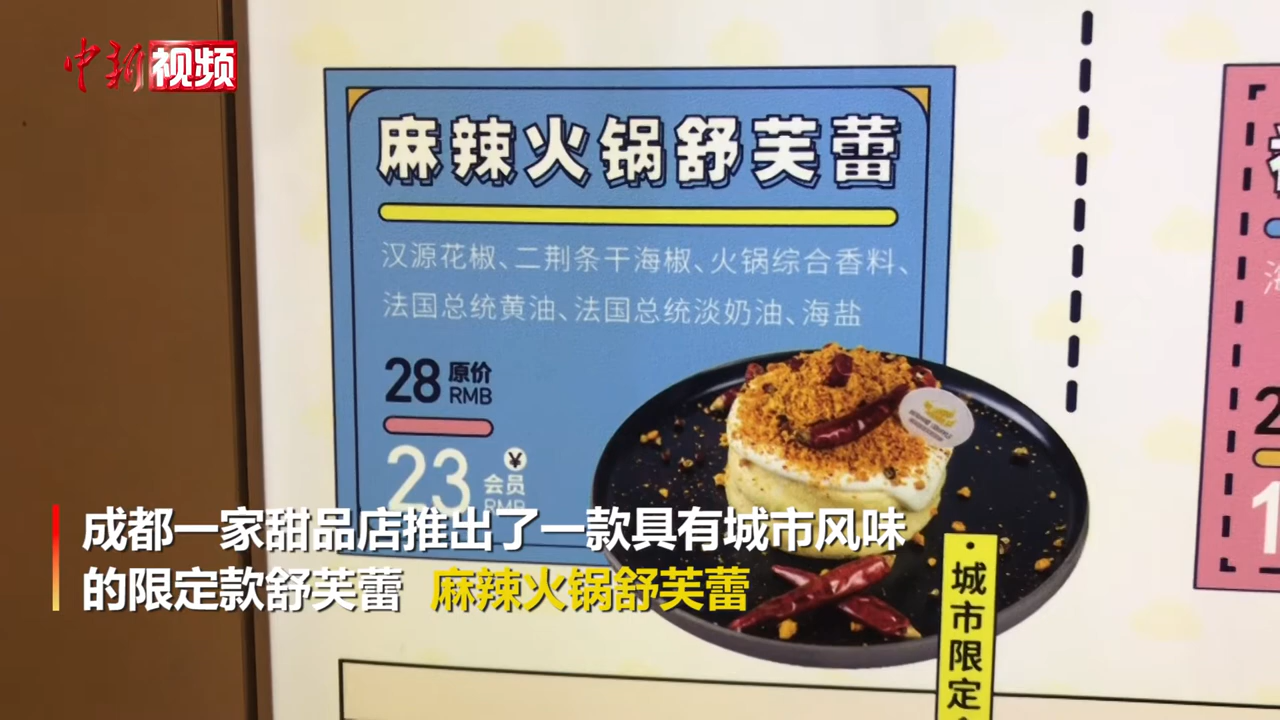 中新视频
麻辣火锅舒芙蕾
汉源花椒、二荆条干海椒、火锅综合香料、
法国总统黄油、法国总统淡奶油、海盐
28 原价
RMB
23 ¥
会员
RMB
成都一家甜品店推出了一款具有城市风味
的限定款舒芙蕾 麻辣火锅舒芙蕾
城市限定